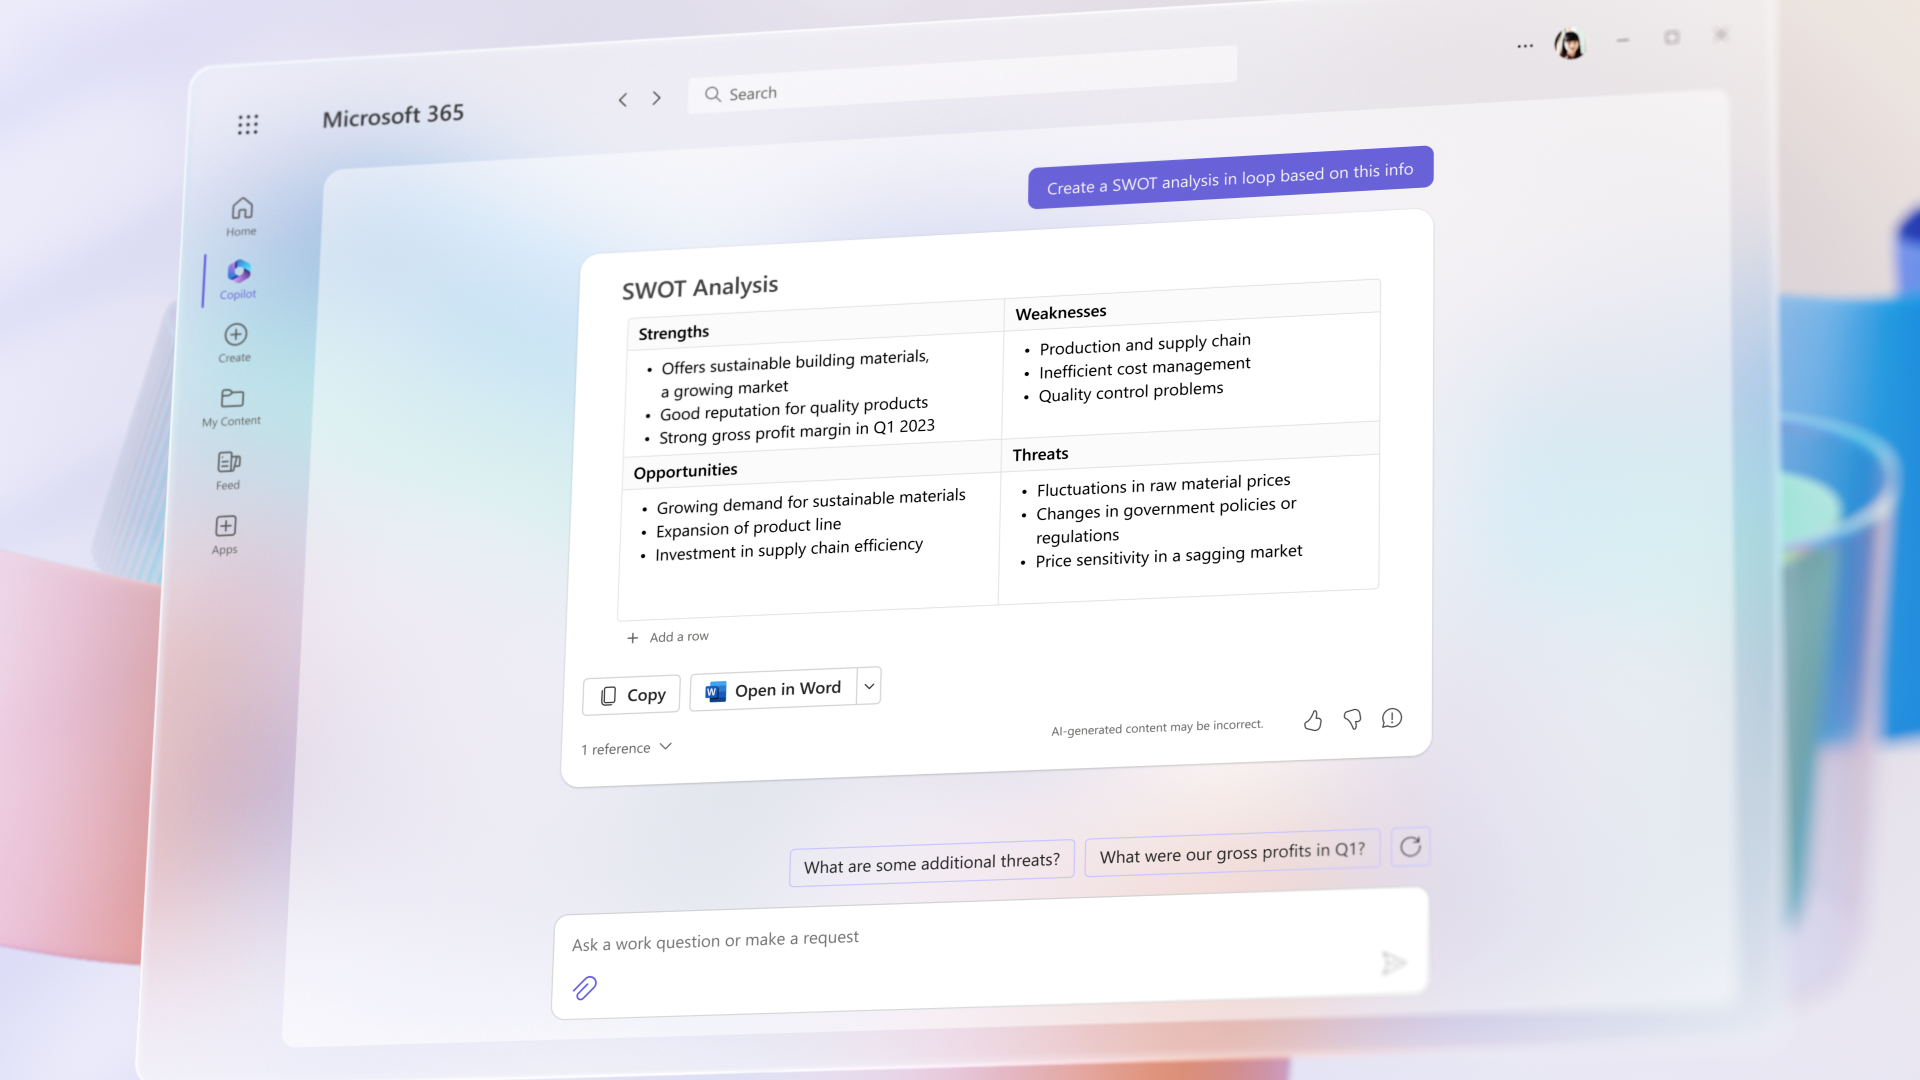 Microsoft 365
Search
Home
Copilot
Create
My Content
Feed
Apps
Create a SWOT analysis in loop based on this info
SWOT Analysis
Strengths
• Offers sustainable building materials,
a growing market
• Good reputation for quality products
• Strong gross profit margin in Q1 2023
Weaknesses
• Production and supply chain
• Inefficient cost management
• Quality control problems
Opportunities
• Growing demand for sustainable materials
• Expansion of product line
• Investment in supply chain efficiency
Threats
• Fluctuations in raw material prices
• Changes in government policies or
regulations
• Price sensitivity in a sagging market
+ Add a row
Copy
W Open in Word
1 reference
AI-generated content may be incorrect.
What are some additional threats?
What were our gross profits in Q1?
Ask a work question or make a request